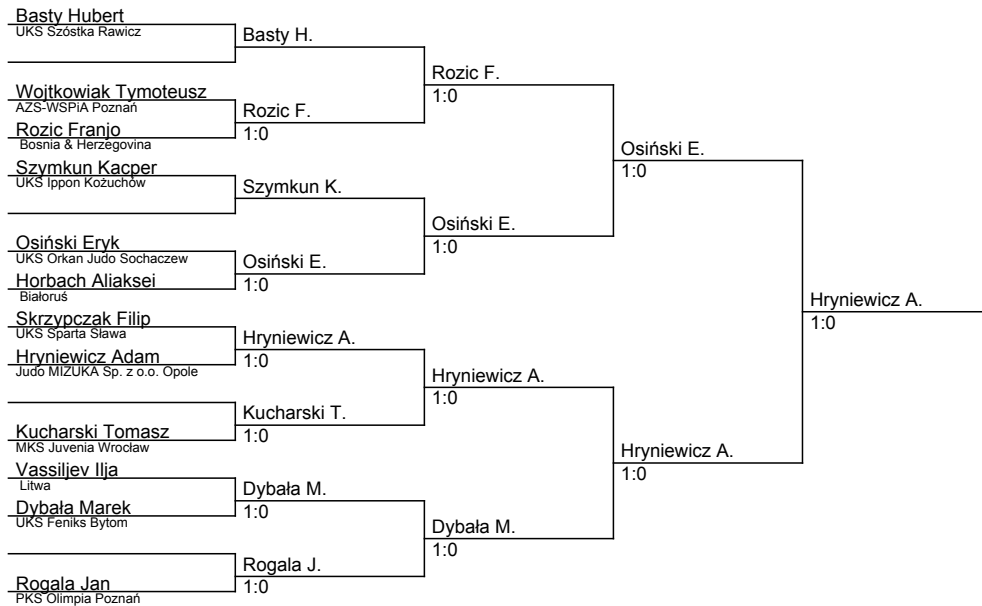 Basty Hubert
UKS Szóstka Rawicz
Basty H.
Rozic F.
1:0
Wojtkowiak Tymoteusz
AZS-WSPiA Poznań
Rozic F.
1:0
Rozic Franjo
Bosnia & Herzegovina
Osiński E.
1:0
Szymkun Kacper
UKS Ippon Kożuchów
Szymkun K.
Osiński E.
1:0
Osiński Eryk
UKS Orkan Judo Sochaczew
Osiński E.
1:0
Horbach Aliaksei
Białoruś
Hryniewicz A.
1:0
Skrzypczak Filip
UKS Sparta Sława
Hryniewicz A.
1:0
Hryniewicz Adam
Judo MIZUKA Sp. z o.o. Opole
Hryniewicz A.
1:0
Kucharski T.
1:0
Kucharski Tomasz
MKS Juvenia Wrocław
Hryniewicz A.
1:0
Vassiljev Ilja
Litwa
Dybała M.
1:0
Dybała Marek
UKS Feniks Bytom
Dybała M.
1:0
Rogala J.
1:0
Rogala Jan
PKS Olimpia Poznań